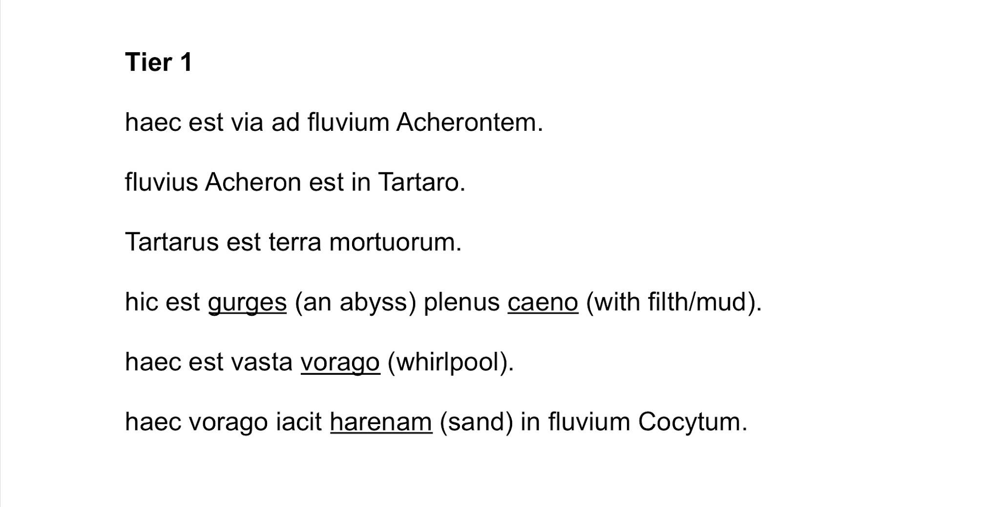 Tier 1
haec est via ad fluvium Acherontem.
fluvius Acheron est in Tartaro.
Tartarus est terra mortuorum.
hic est gurges (an abyss) plenus caeno (with filth/mud).
haec est vasta vorago (whirlpool).
haec vorago iacit harenam (sand) in fluvium Cocytum.